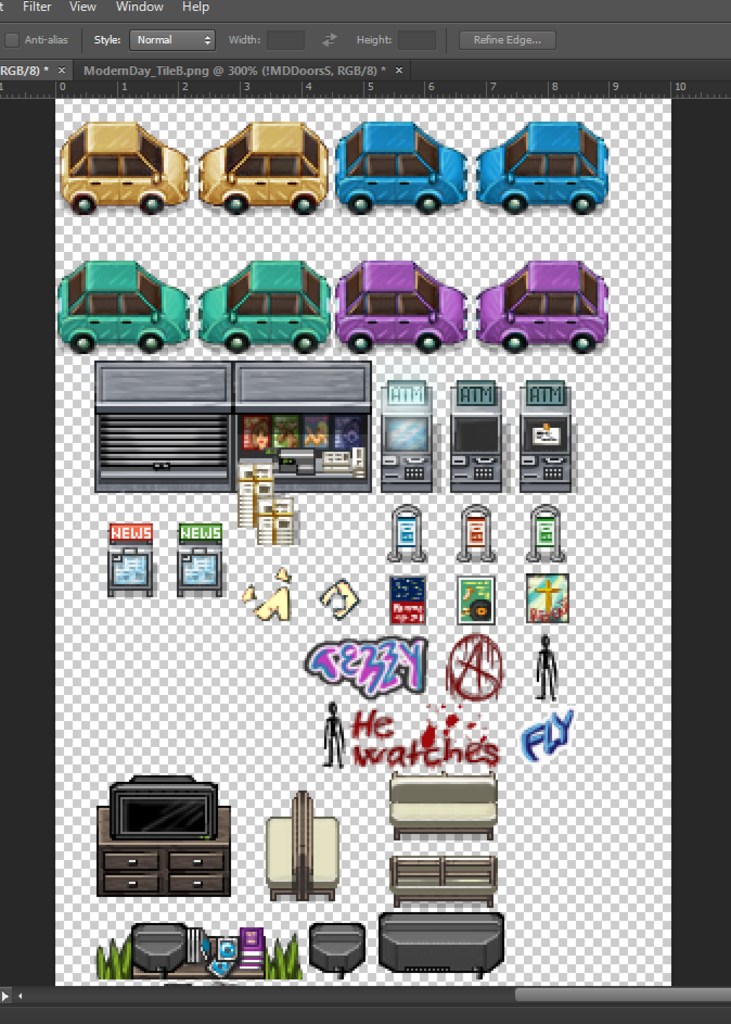 Filter View Window Help
Anti-alias Style: Normal Width: Height: Refine Edge...
RGB/8) * × ModernDay_TileB.png @ 300% (!MDDoorsS, RGB/8) * ×
0 1 2 3 4 5 6 7 8 9 10
ATM ATM ATM
NEWS NEWS
TEZZY A
He
watches FLY